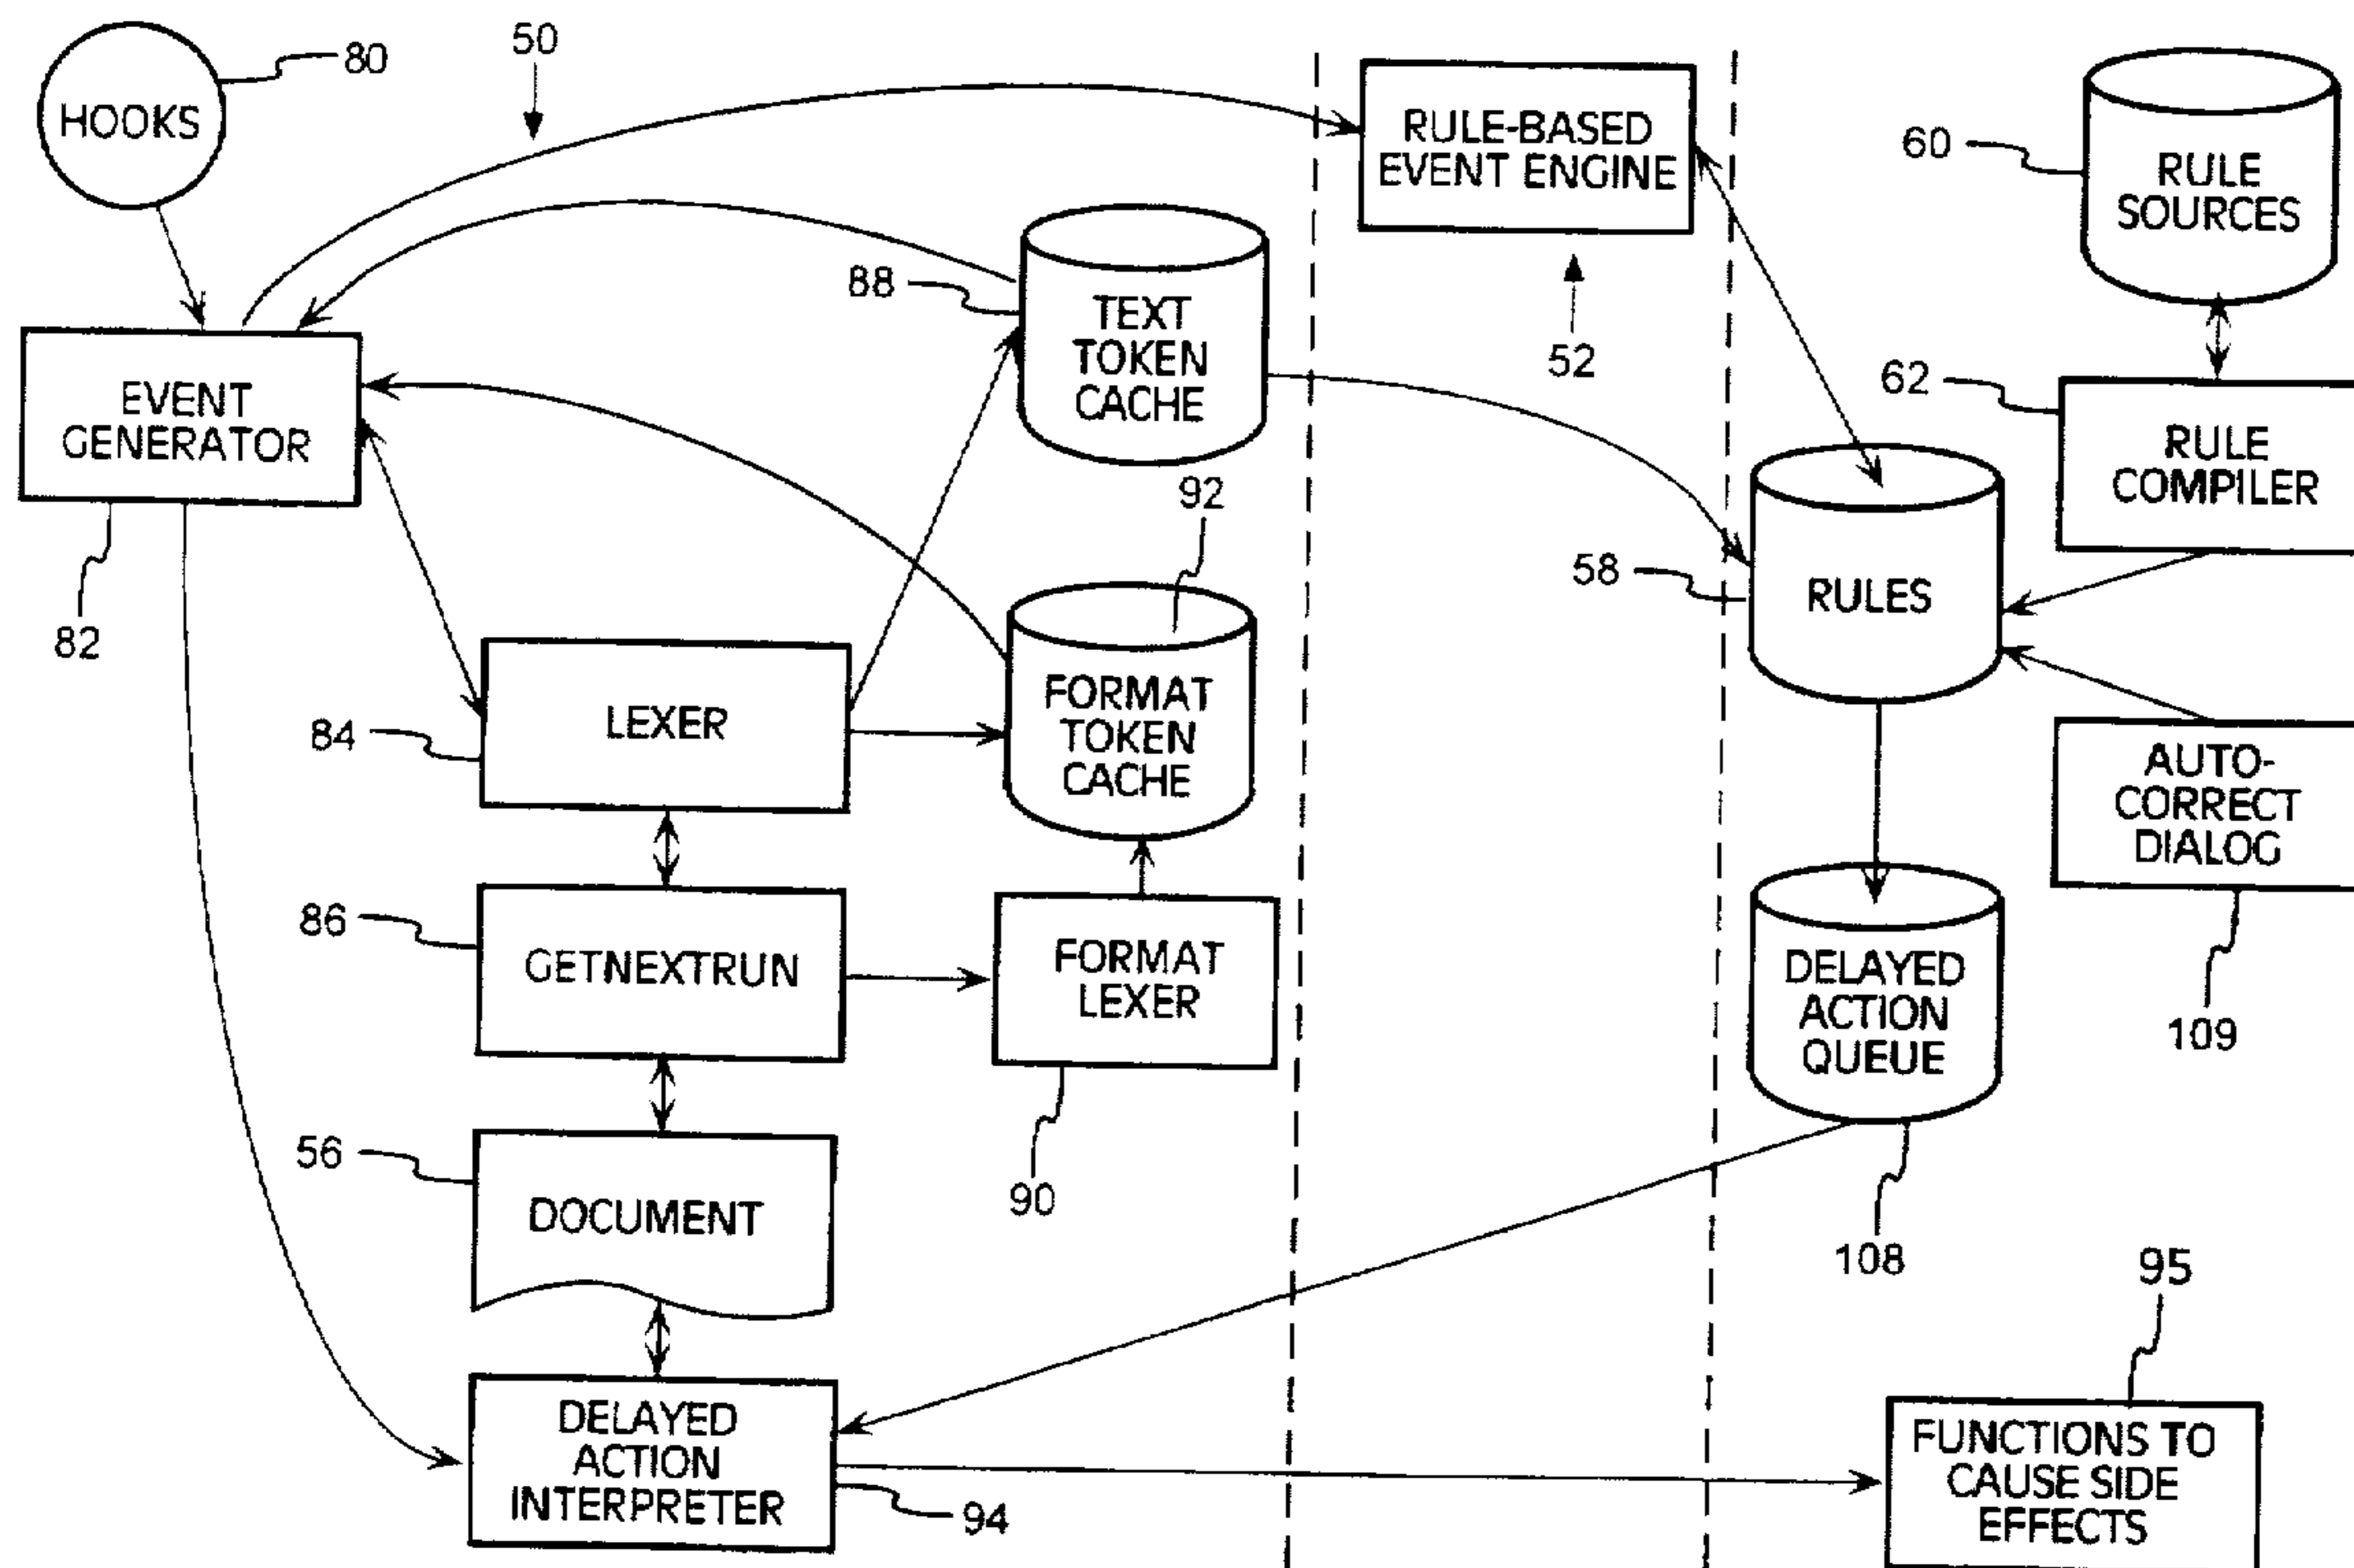 HOOKS
80
50
RULE-BASED
EVENT ENGINE
52
60
RULE
SOURCES
88
TEXT
TOKEN
CACHE
EVENT
GENERATOR
82
62
RULE
COMPILER
92
58
RULES
84
LEXER
FORMAT
TOKEN
CACHE
AUTO-
CORRECT
DIALOG
109
86
GETNEXTRUN
FORMAT
LEXER
90
DELAYED
ACTION
QUEUE
108
56
DOCUMENT
DELAYED
ACTION
INTERPRETER
94
95
FUNCTIONS TO
CAUSE SIDE
EFFECTS